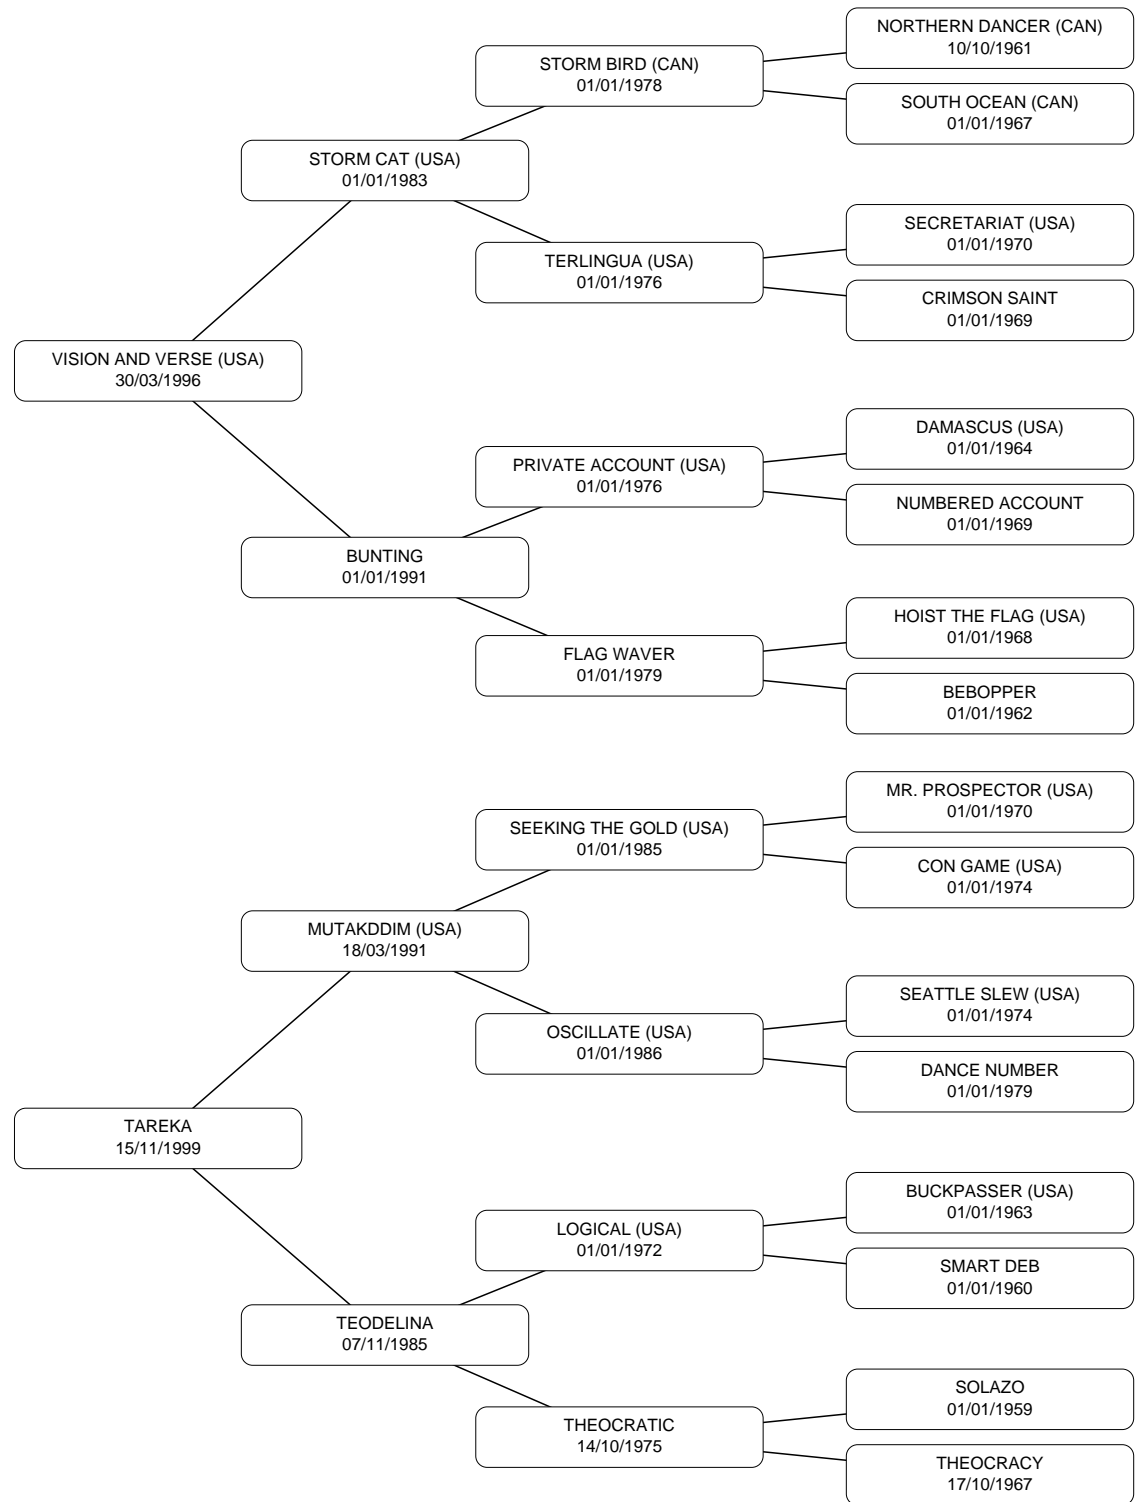 NORTHERN DANCER (CAN)
10/10/1961
STORM BIRD (CAN)
01/01/1978
SOUTH OCEAN (CAN)
01/01/1967
STORM CAT (USA)
01/01/1983
SECRETARIAT (USA)
01/01/1970
TERLINGUA (USA)
01/01/1976
CRIMSON SAINT
01/01/1969
VISION AND VERSE (USA)
30/03/1996
DAMASCUS (USA)
01/01/1964
PRIVATE ACCOUNT (USA)
01/01/1976
NUMBERED ACCOUNT
01/01/1969
BUNTING
01/01/1991
HOIST THE FLAG (USA)
01/01/1968
FLAG WAVER
01/01/1979
BEBOPPER
01/01/1962
MR. PROSPECTOR (USA)
01/01/1970
SEEKING THE GOLD (USA)
01/01/1985
CON GAME (USA)
01/01/1974
MUTAKDDIM (USA)
18/03/1991
SEATTLE SLEW (USA)
01/01/1974
OSCILLATE (USA)
01/01/1986
DANCE NUMBER
01/01/1979
TAREKA
15/11/1999
BUCKPASSER (USA)
01/01/1963
LOGICAL (USA)
01/01/1972
SMART DEB
01/01/1960
TEODELINA
07/11/1985
SOLAZO
01/01/1959
THEOCRATIC
14/10/1975
THEOCRACY
17/10/1967